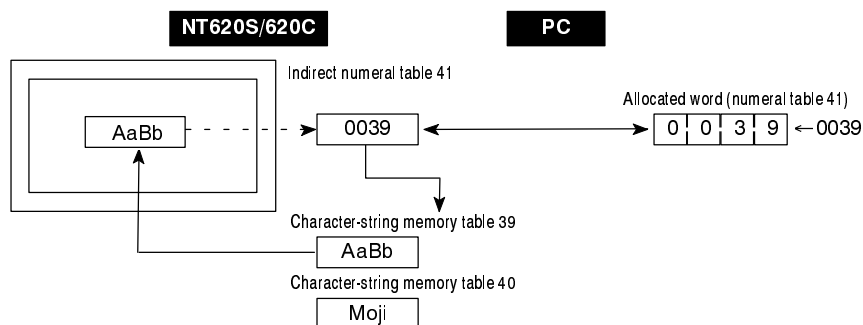 NT620S/620C
PC
Indirect numeral table 41
Allocated word (numeral table 41)
AaBb
0039
0 0 3 9
0039
Character-string memory table 39
AaBb
Character-string memory table 40
Moji